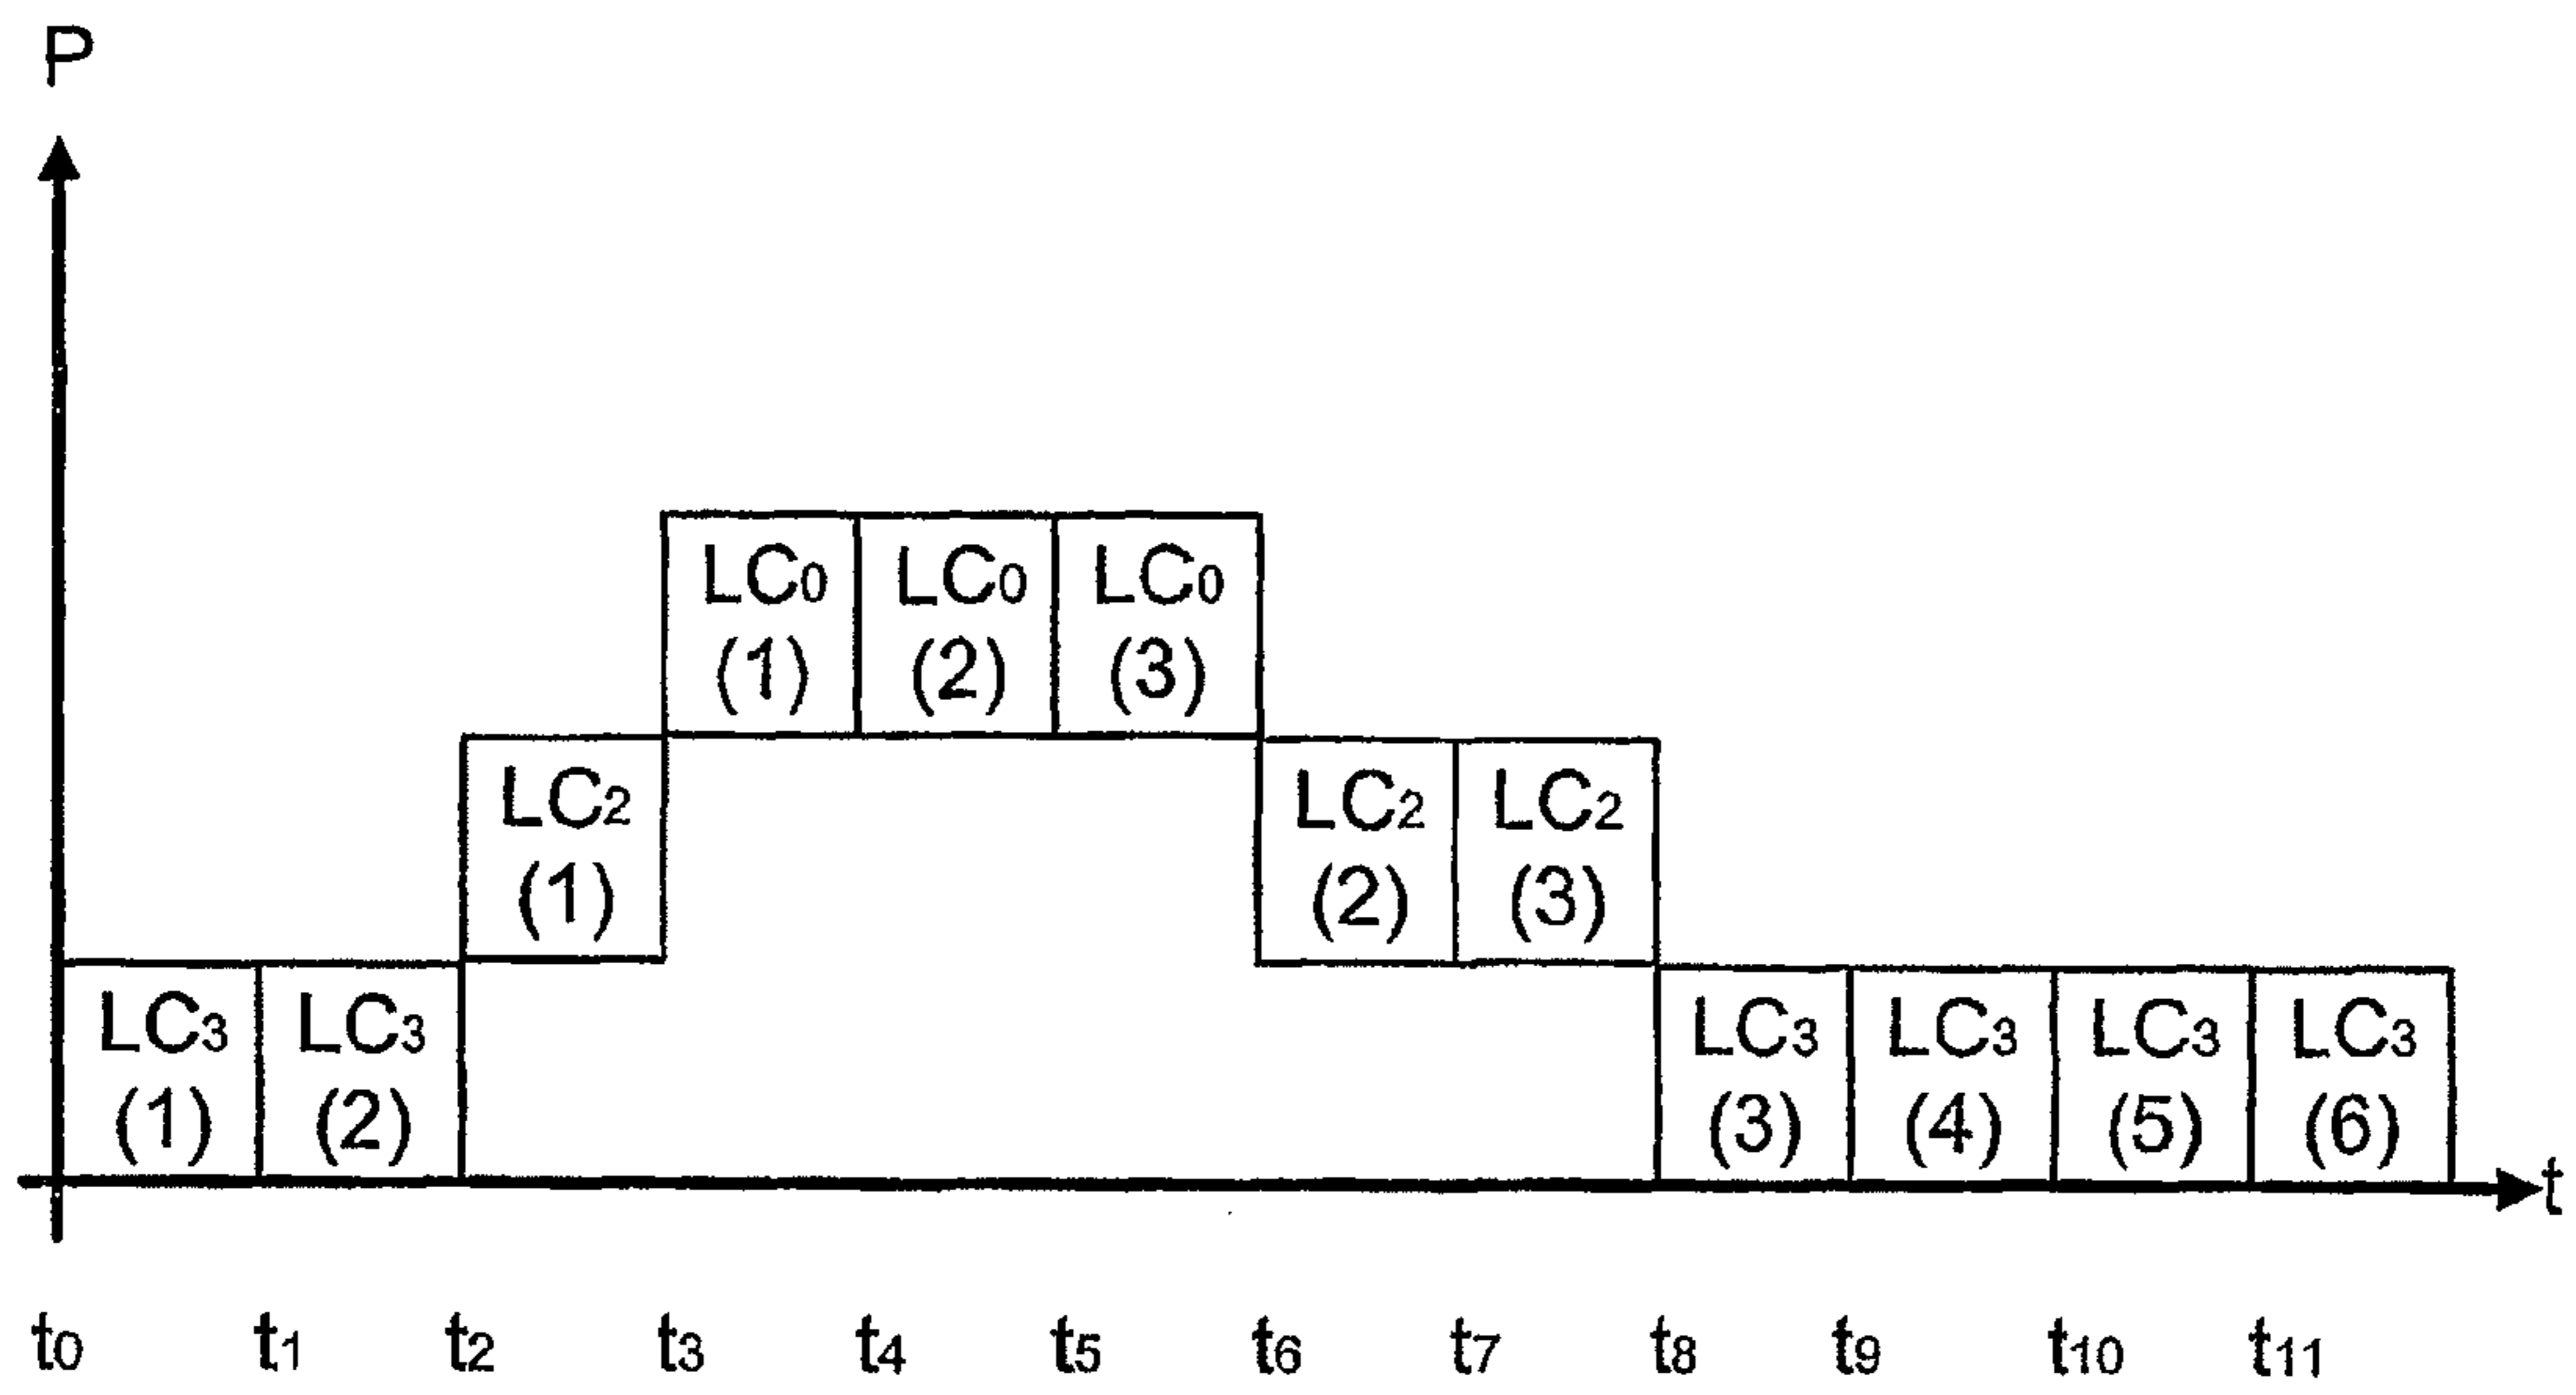 P
LC0 LC0 LC0
(1) (2) (3)
LC2 LC2 LC2
(1) (2) (3)
LC3 LC3 LC3 LC3 LC3 LC3
(1) (2) (3) (4) (5) (6)
t
t0 t1 t2 t3 t4 t5 t6 t7 t8 t9 t10 t11